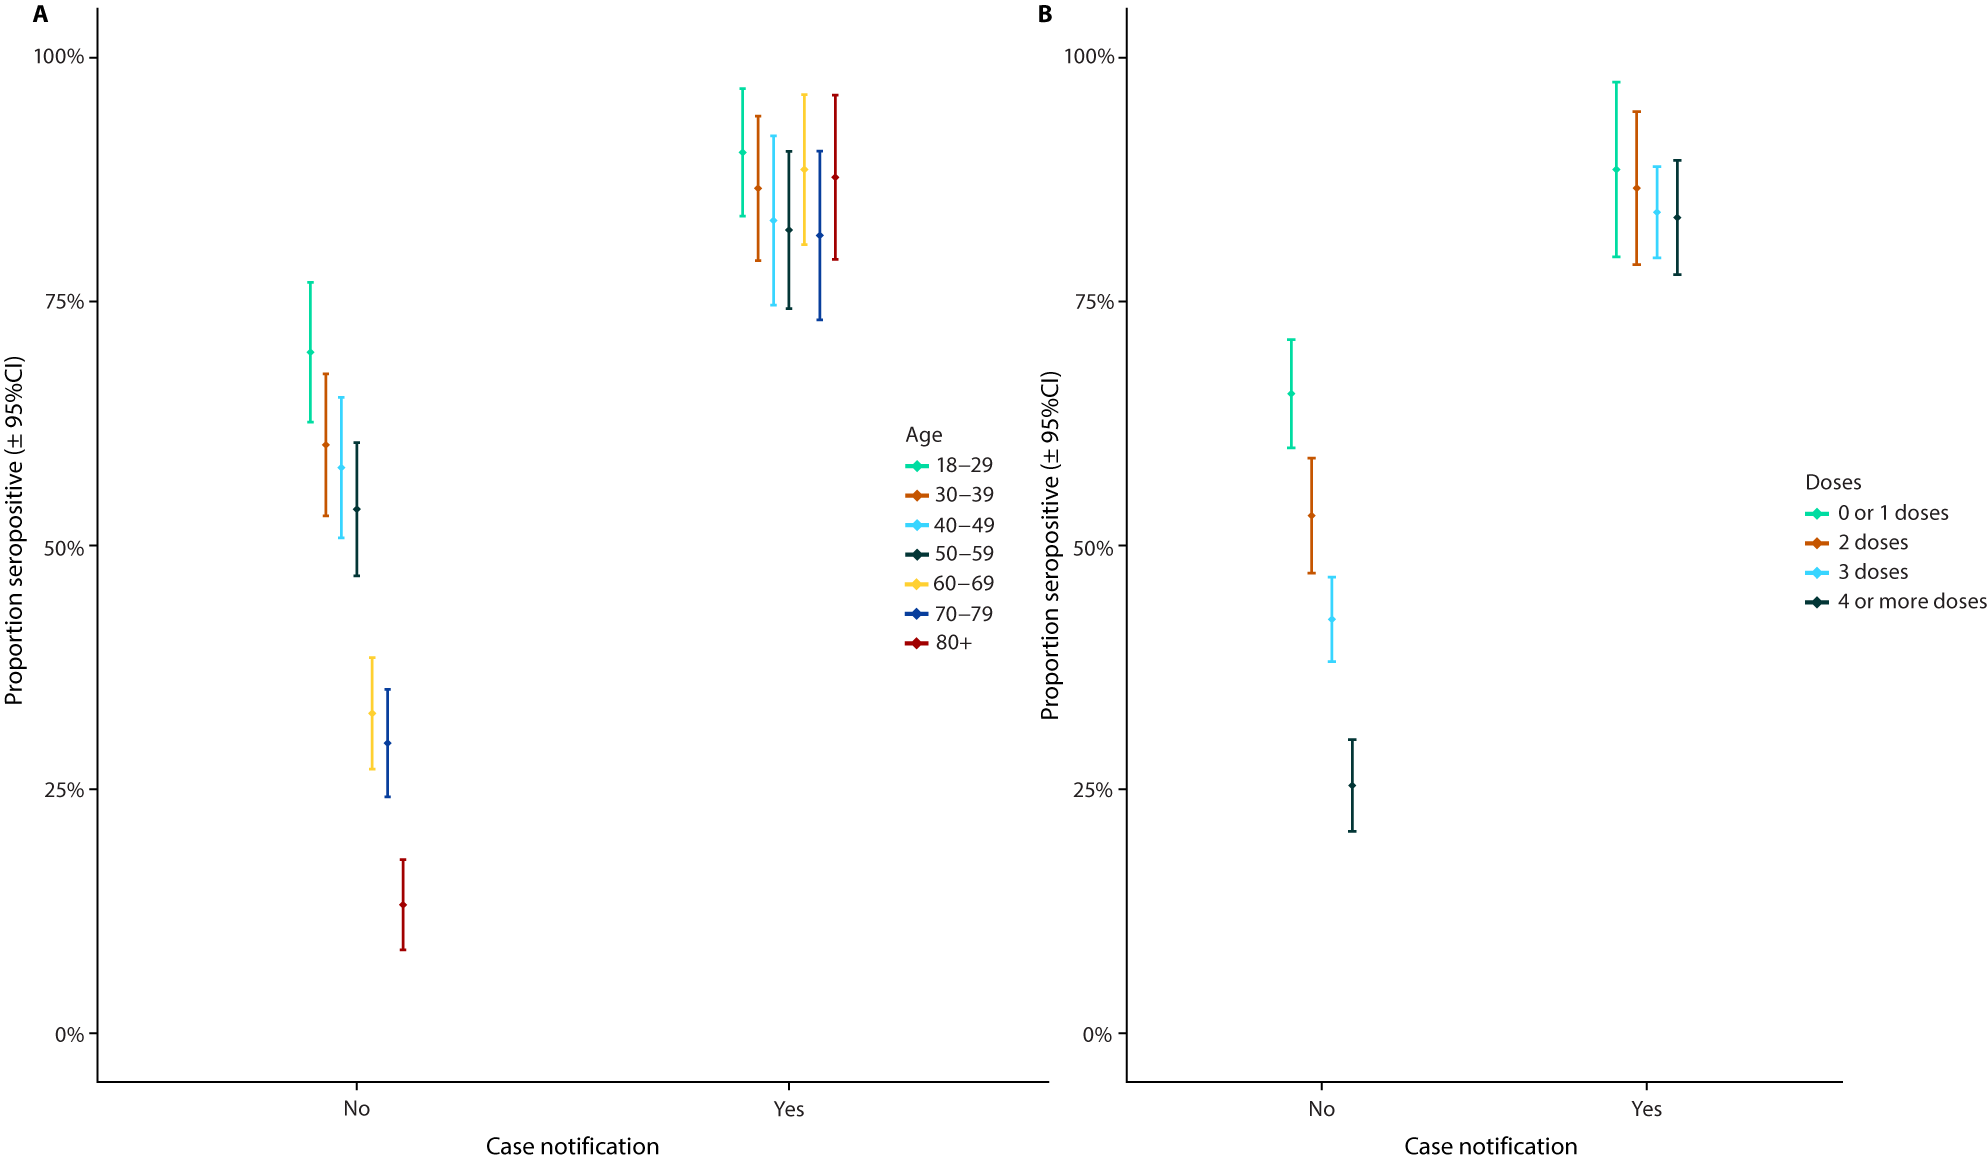 A
100%
75%
50%
25%
0%
Proportion seropositive (± 95%CI)
No
Yes
Case notification
Age
18–29
30–39
40–49
50–59
60–69
70–79
80+
B
100%
75%
50%
25%
0%
Proportion seropositive (± 95%CI)
No
Yes
Case notification
Doses
0 or 1 doses
2 doses
3 doses
4 or more doses